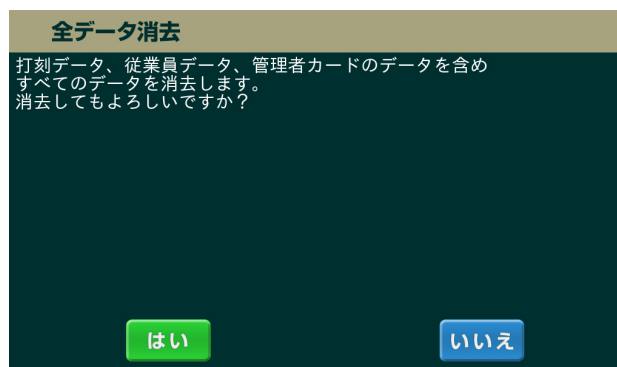 全データ消去
打刻データ、従業員データ、管理者カードのデータを含め
すべてのデータを消去します。
消去してもよろしいですか？
はい
いいえ